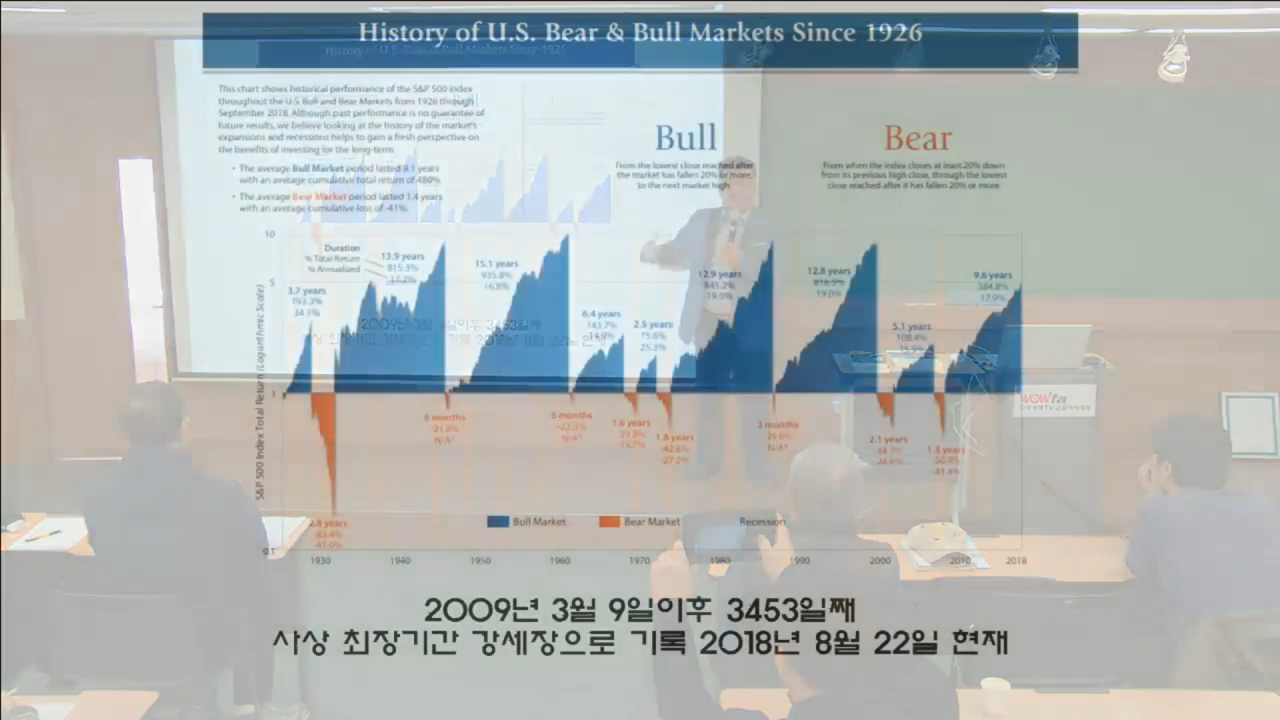 History of U.S. Bear & Bull Markets Since 1926
This chart shows historical performance of the S&P 500 Index
throughout the U.S. Bull and Bear Markets from 1926 through
September 2018. Although past performance is no guarantee of
future results, we believe looking at the history of the market's
expansions and recessions helps to gain a fresh perspective on
the benefits of investing for the long-term.
• The average Bull Market period lasted 9.1 years
with an average cumulative total return of 480%.
• The average Bear Market period lasted 1.4 years
with an average cumulative loss of -41%.
Bull
From the lowest close reached after
the market has fallen 20% or more,
to the next market high.
Bear
From when the index closes at least 20% down
from its previous high close, through the lowest
close reached after it has fallen 20% or more.
S&P 500 Index Total Return (Logarithmic Scale)
10
5
1
0.1
Duration
% Total Return
% Annualized
3.7 years
193.3%
34.1%
13.9 years
815.3%
17.2%
15.1 years
935.8%
16.8%
6.4 years
143.7%
14.9%
2.5 years
75.6%
25.3%
12.9 years
845.2%
19.0%
12.8 years
816.5%
19.0%
5.1 years
108.4%
9.6 years
384.8%
17.9%
2.8 years
-83.4%
-47.0%
6 months
-21.8%
N/A*
6 months
-22.3%
N/A*
1.6 years
1.8 years
-42.6%
-27.2%
3 months
N/A*
2.1 years
1.3 years
Bull Market
Bear Market
Recession
1930
1940
1950
1960
1970
1980
1990
2000
2010
2018
WOWfa
2009년 3월 9일이후 3453일째
사상 최장기간 강세장으로 기록 2018년 8월 22일 현재